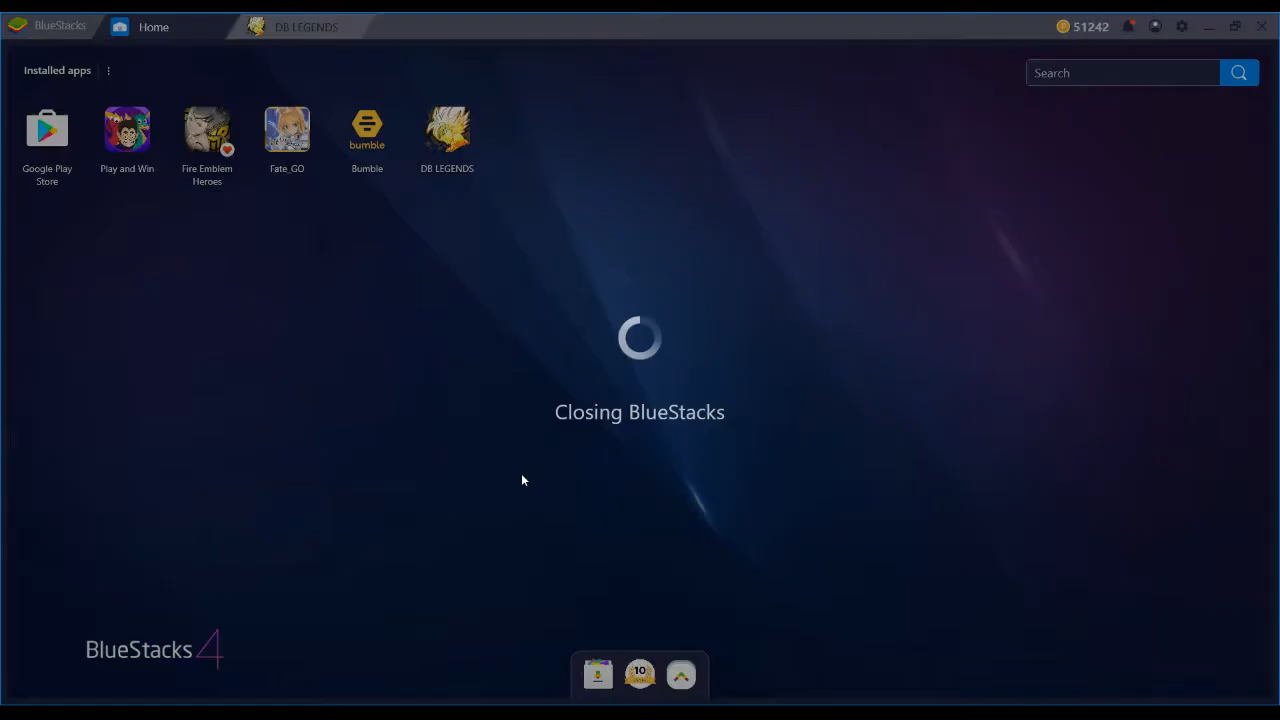 BlueStacks
Home
DB LEGENDS
51242
Installed apps
Search
bumble
Google Play
Store
Play and Win
Fire Emblem
Heroes
Fate_GO
Bumble
DB LEGENDS
Closing BlueStacks
BlueStacks 4
10